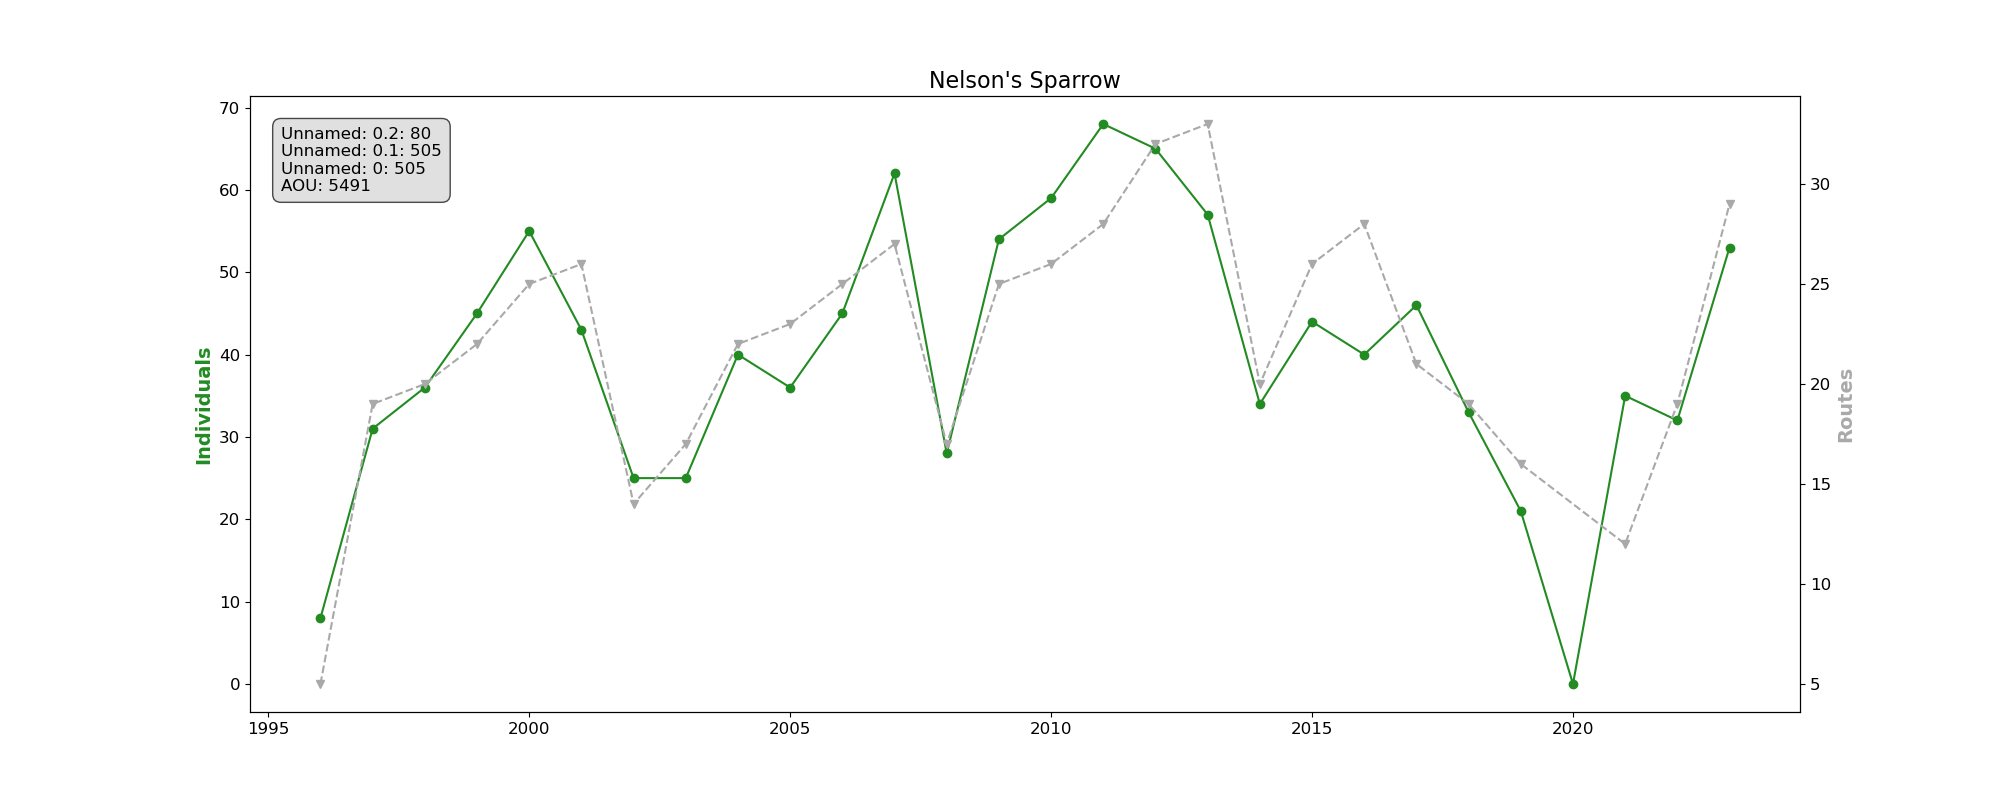 Nelson's Sparrow
Unnamed: 0.2: 80
Unnamed: 0.1: 505
Unnamed: 0: 505
AOU: 5491
Individuals
70
60
50
40
30
20
10
0
30
25
20
15
10
5
Routes
1995 2000 2005 2010 2015 2020